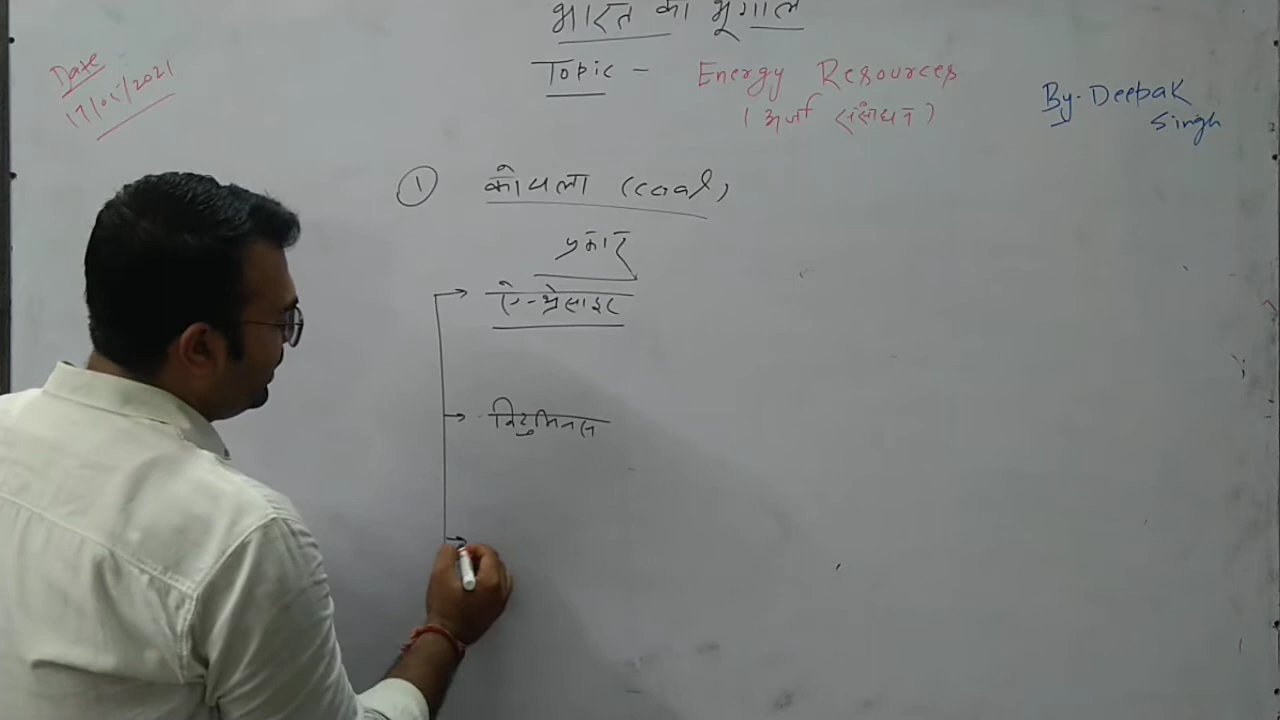 भारत का भूगोल
Date
17/05/2021
Topic - Energy Resources
(ऊर्जा संसाधन)
By- Deepak
Singh
① कोयला (coal)
प्रकार
एन्थ्रेसाइट
बिटुमिनस